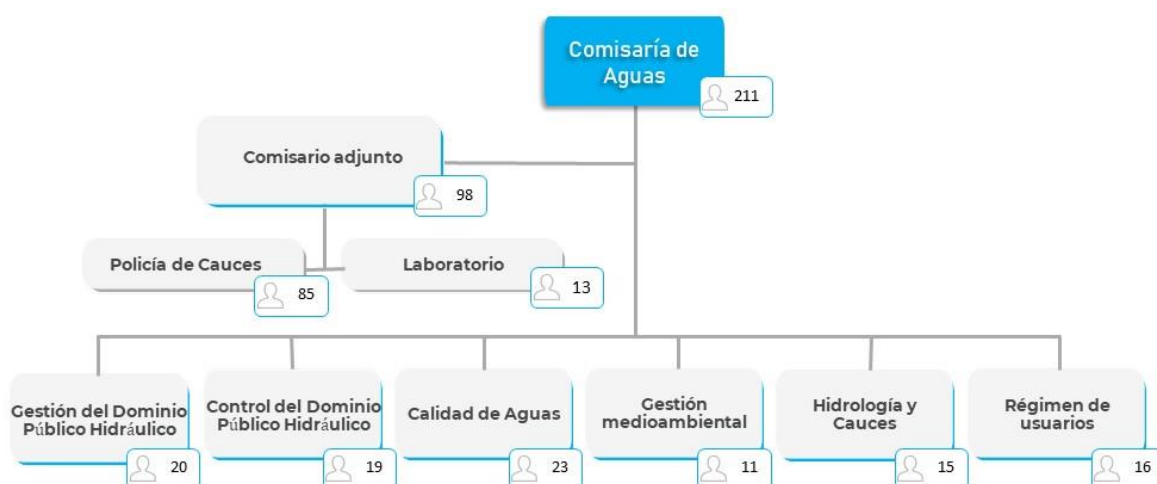 Comisaría de
Aguas
211
Comisario adjunto
98
Policía de Cauces
85
Laboratorio
13
Gestión del Dominio
Público Hidráulico
20
Control del Dominio
Público Hidráulico
19
Calidad de Aguas
23
Gestión
medioambiental
11
Hidrología y
Cauces
15
Régimen de
usuarios
16